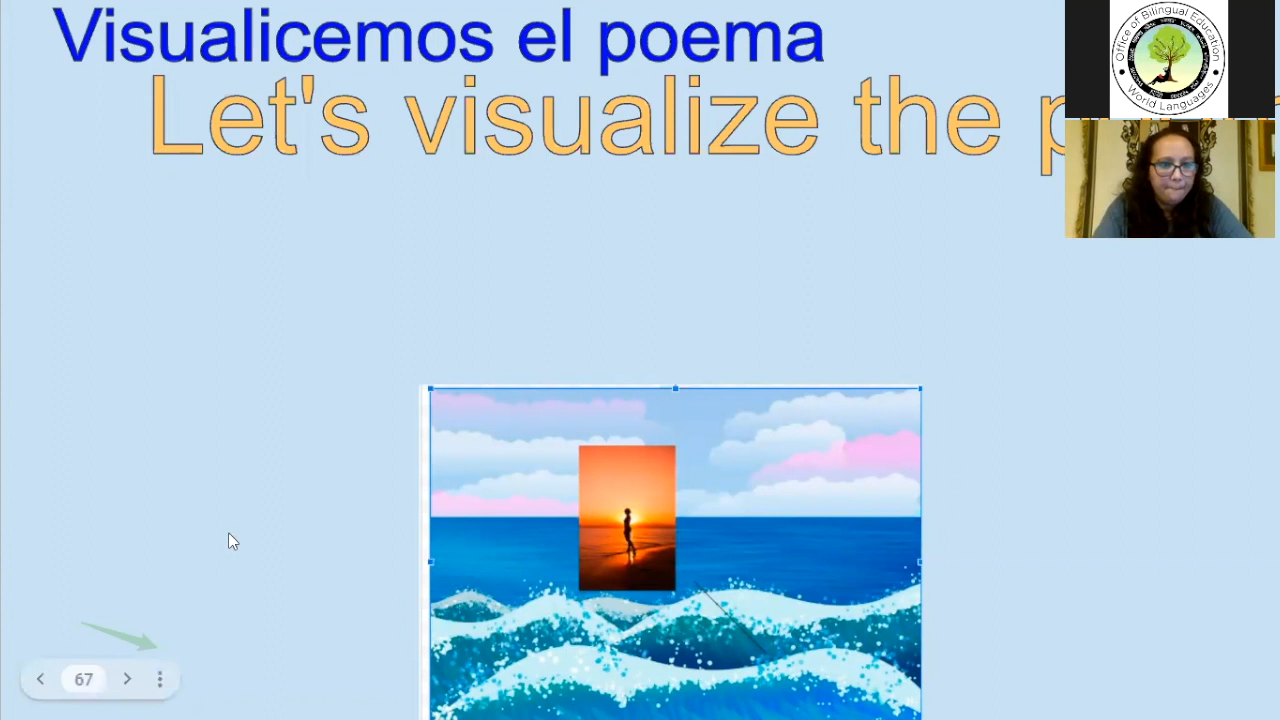 Visualicemos el poema
Let's visualize the
Office of Bilingual Education
World Languages
67